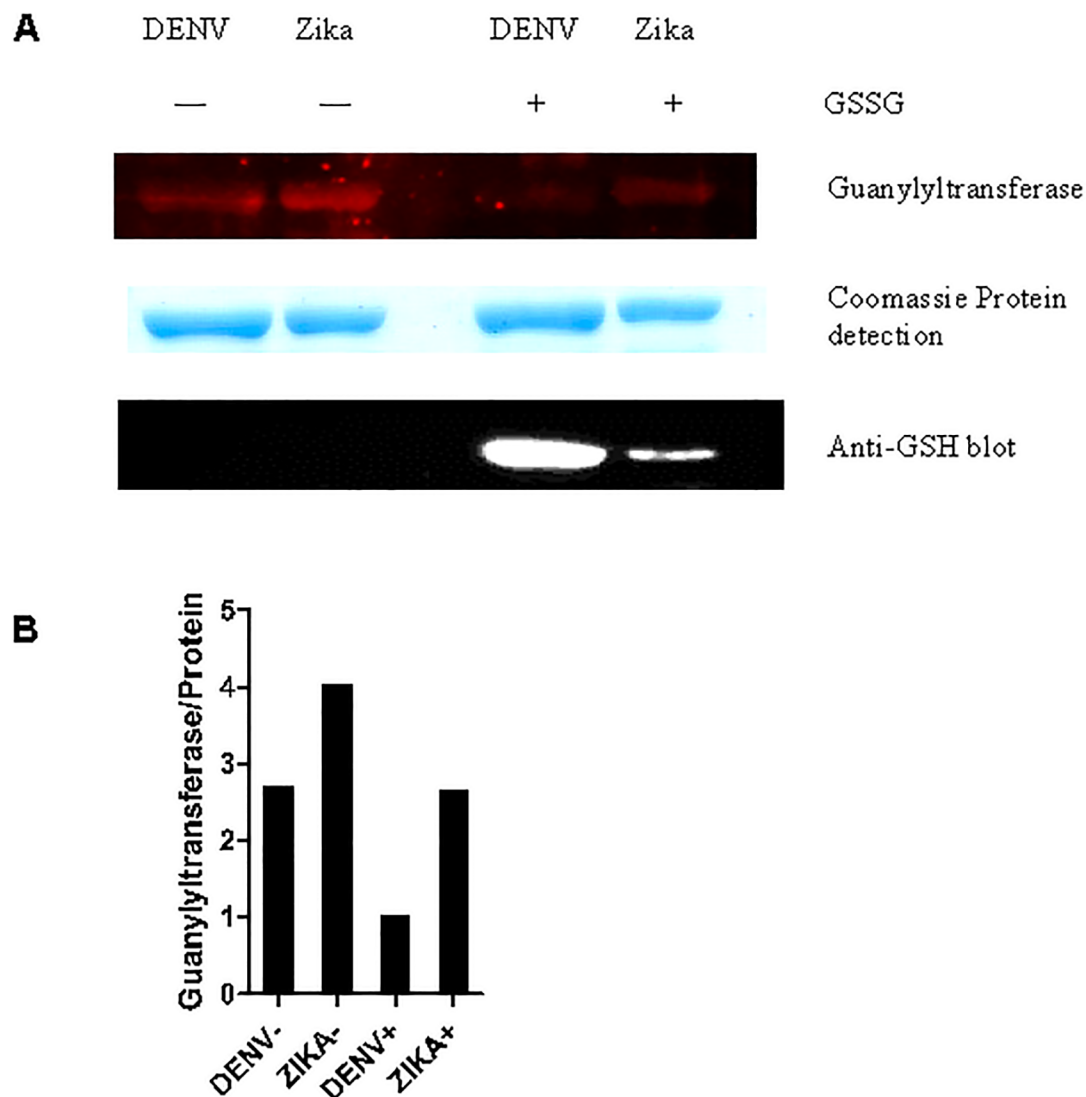 A
DENV Zika DENV Zika
— — + + GSSG
Guanylyltransferase
Coomassie Protein
detection
Anti-GSH blot
B
Guanylyltransferase/Protein
5
4
3
2
1
0
DENV- ZIKA- DENV+ ZIKA+